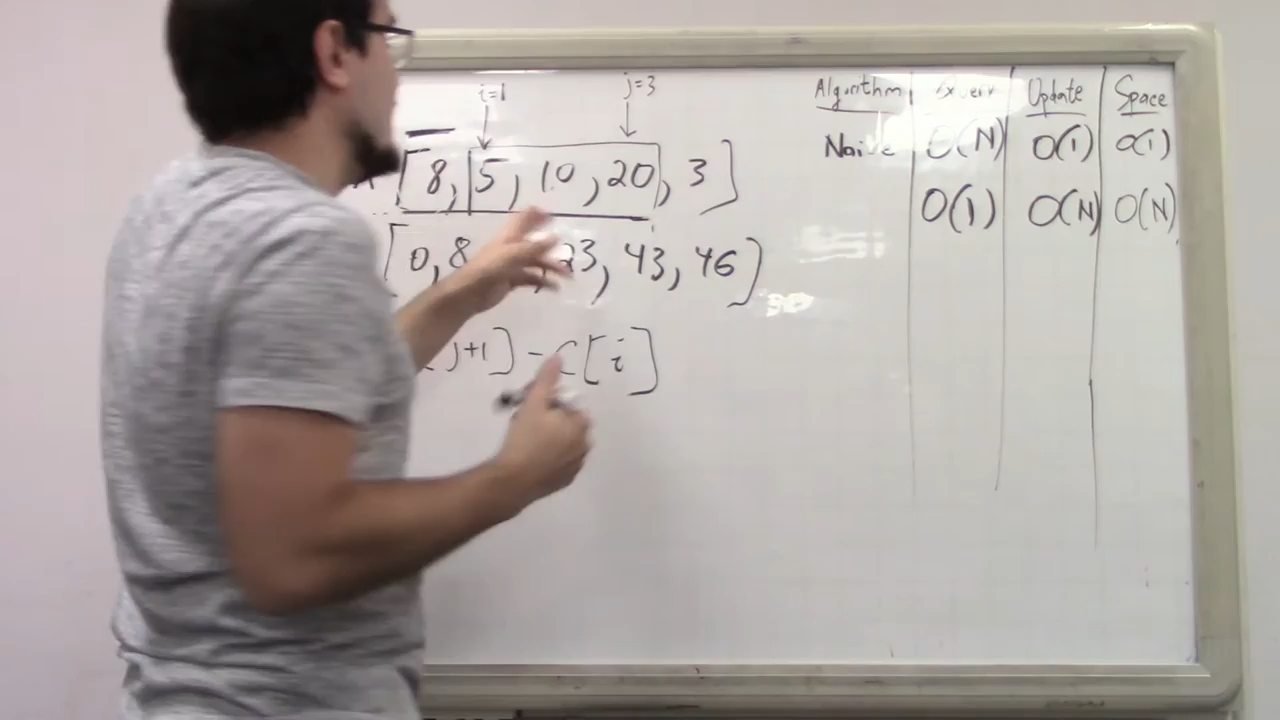 i=1 j=3
[8, 5, 10, 20, 3]
[0, 8 23, 43, 46]
j+1] - C[i]
Algorithm Update Space
Naive O(N) O(1) O(1)
O(1) O(N) O(N)